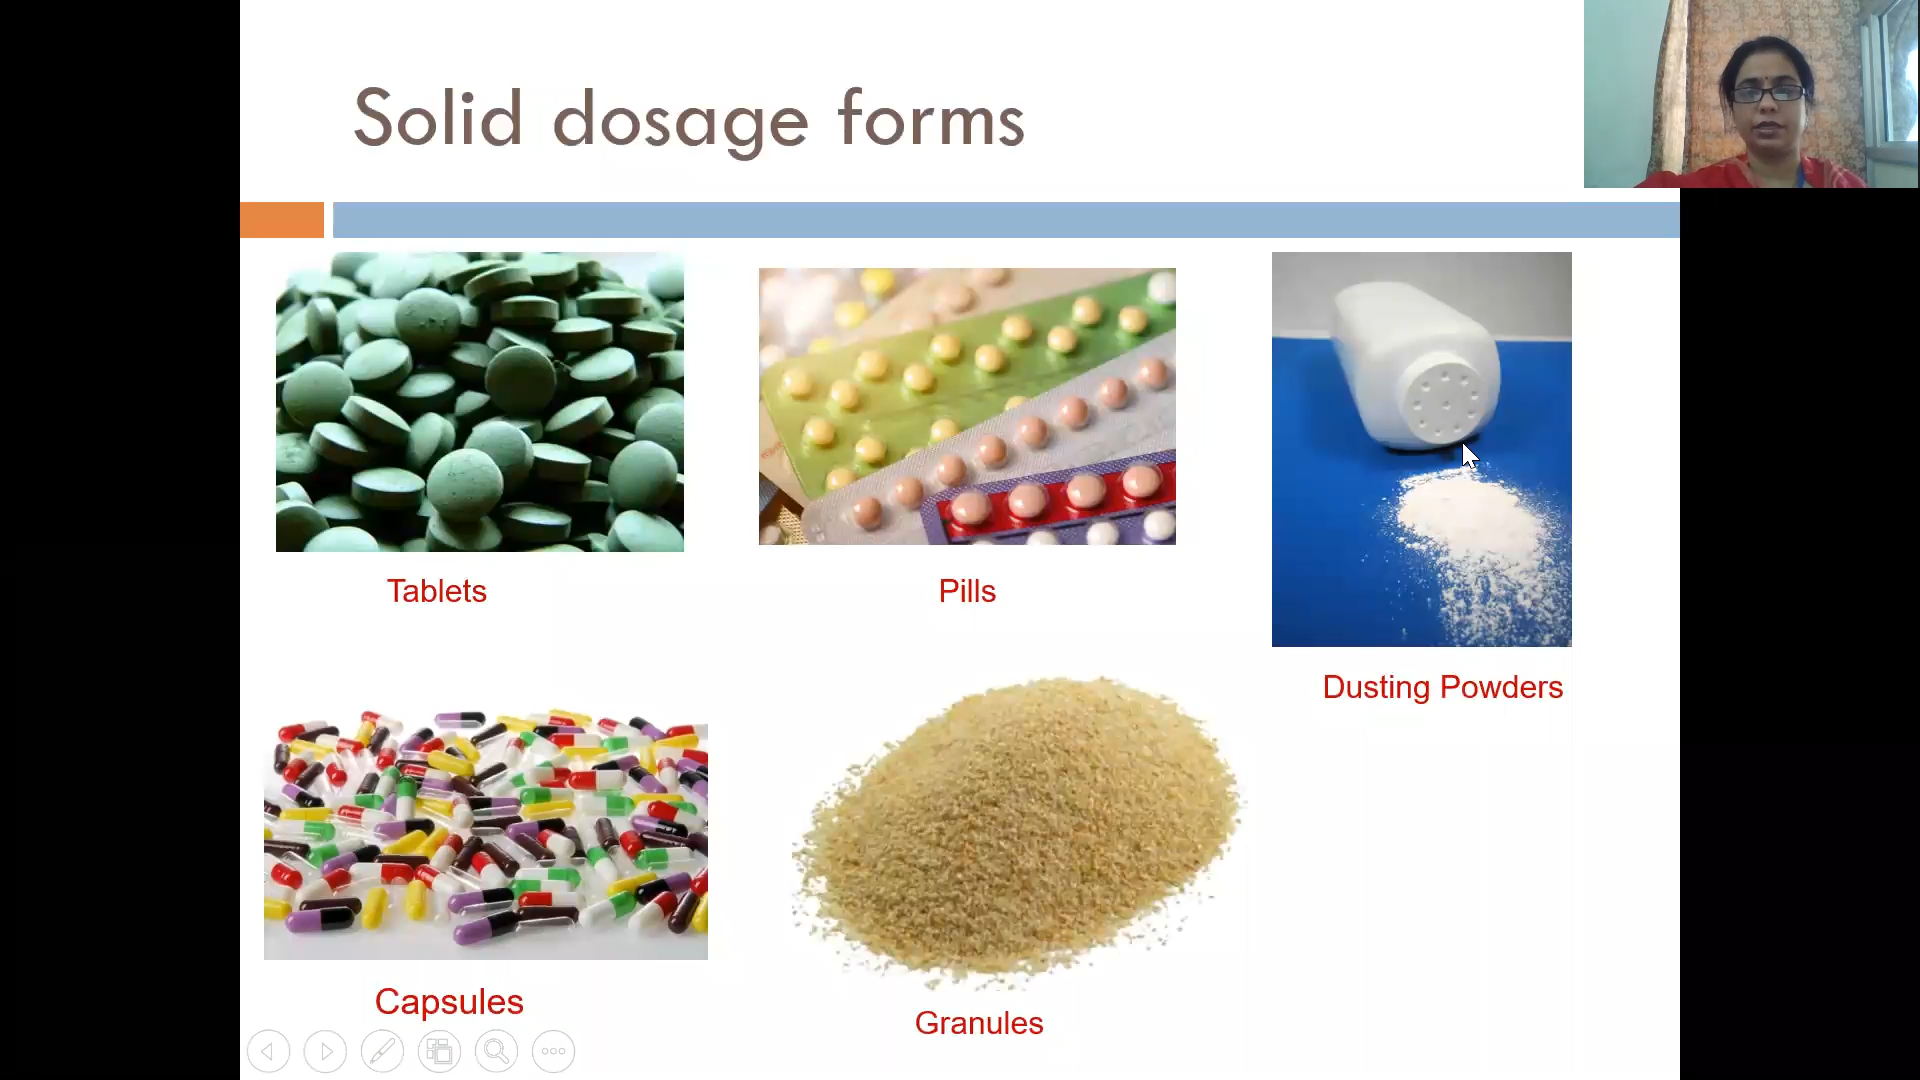 Solid dosage forms
Tablets
Pills
Dusting Powders
Capsules
Granules